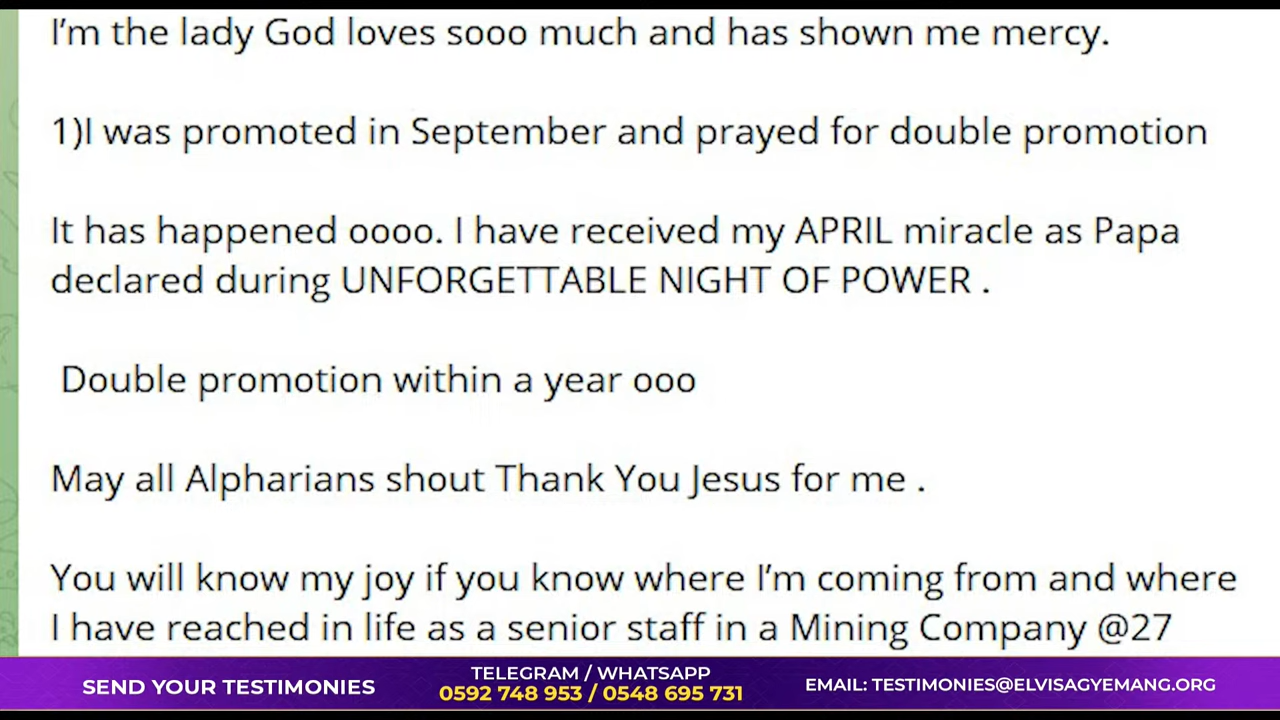 I'm the lady God loves sooo much and has shown me mercy.
1)I was promoted in September and prayed for double promotion
It has happened oooo. I have received my APRIL miracle as Papa
declared during UNFORGETTABLE NIGHT OF POWER .
Double promotion within a year ooo
May all Alpharians shout Thank You Jesus for me .
You will know my joy if you know where I'm coming from and where
I have reached in life as a senior staff in a Mining Company @27
SEND YOUR TESTIMONIES
TELEGRAM / WHATSAPP
0592 748 953 / 0548 695 731
EMAIL: TESTIMONIES@ELVISAGYEMANG.ORG